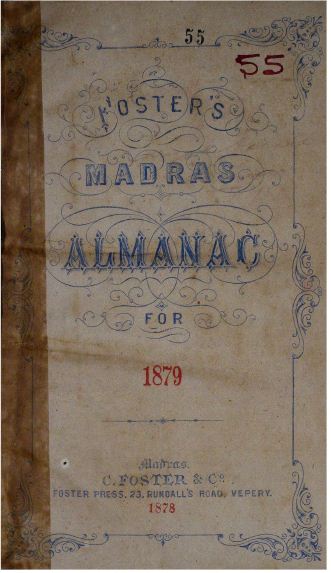 55
55
FOSTER'S
MADRAS
ALMANAC
FOR
1879
Madras.
C. FOSTER & Co.
FOSTER PRESS. 23, RUNDALL'S ROAD, VEPERY.
1878